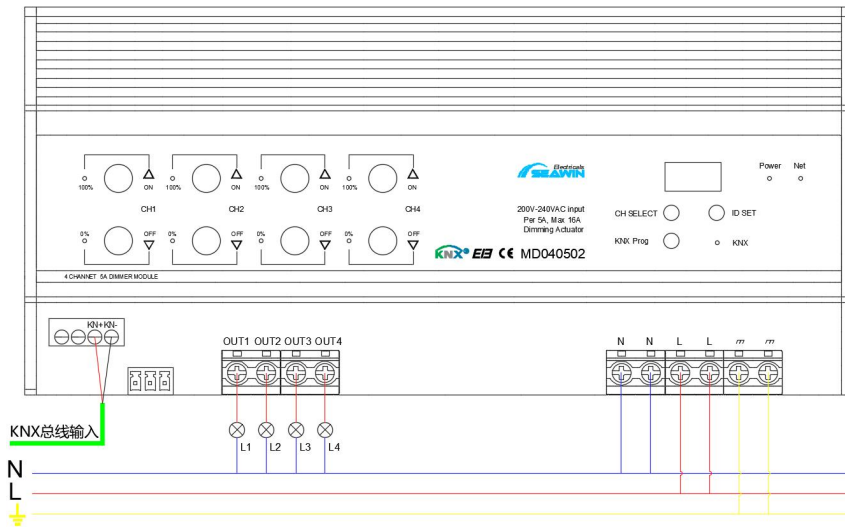 Electricals
SEAWIN
Power Net
100% ON 100% ON 100% ON 100% ON
CH1 CH2 CH3 CH4
200V-240VAC input
Per 5A, Max 16A
Dimming Actuator
CH SELECT ID SET
0% OFF 0% OFF 0% OFF 0% OFF
KNX Prog KNX
KNX® EIB CE MD040502
4 CHANNET 5A DIMMER MODULE
KN+ KN-
OUT1 OUT2 OUT3 OUT4
N N L L
KNX总线输入
L1 L2 L3 L4
N
L